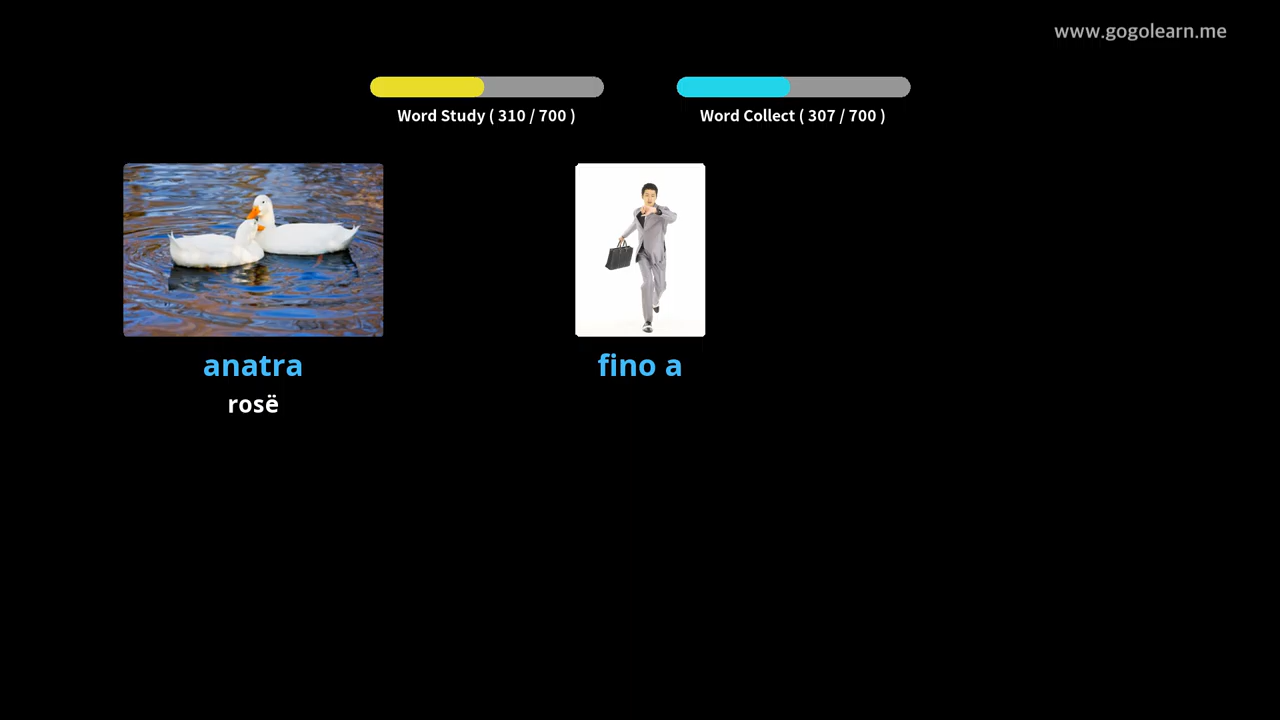 www.gogolearn.me
Word Study ( 310 / 700 )
Word Collect ( 307 / 700 )
anatra
rosë
fino a